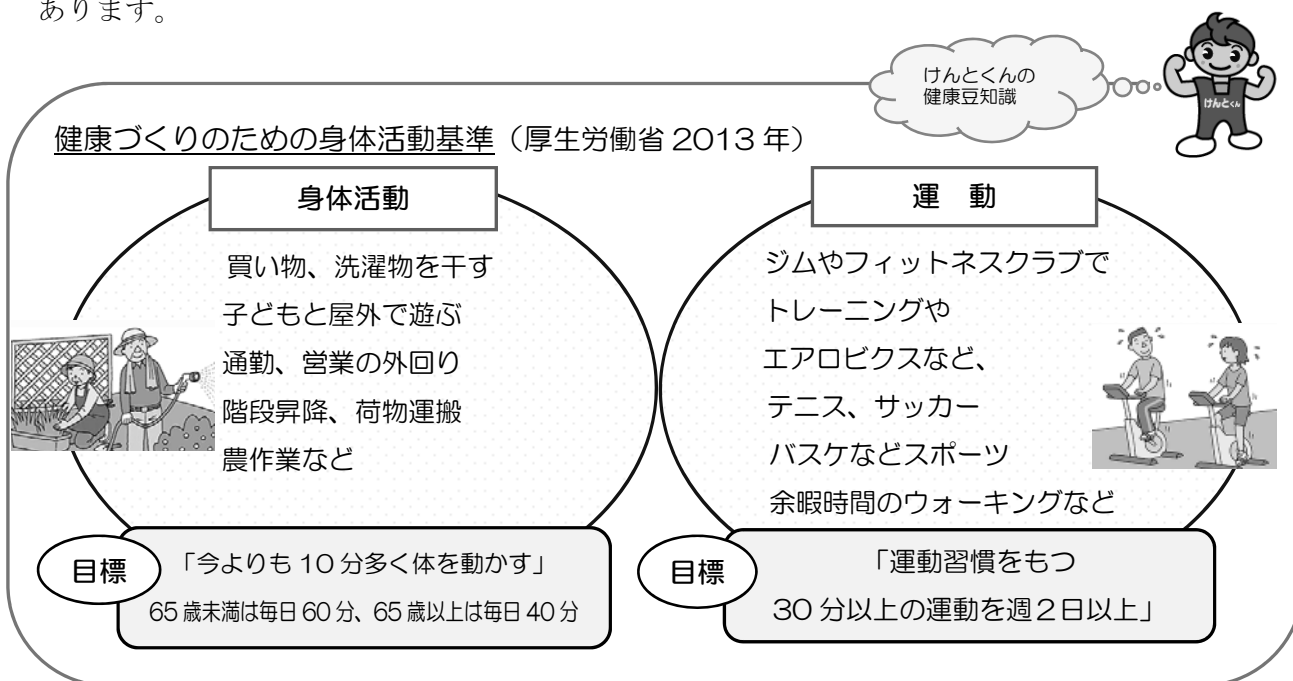 あります。
けんとくんの
健康豆知識
けんとくん
健康づくりのための身体活動基準（厚生労働省 2013 年）
身体活動
買い物、洗濯物を干す
子どもと屋外で遊ぶ
通勤、営業の外回り
階段昇降、荷物運搬
農作業など
目標
「今よりも 10 分多く体を動かす」
65 歳未満は毎日 60 分、65 歳以上は毎日 40 分
運　動
ジムやフィットネスクラブで
トレーニングや
エアロビクスなど、
テニス、サッカー
バスケなどスポーツ
余暇時間のウォーキングなど
目標
「運動習慣をもつ
30 分以上の運動を週２日以上」